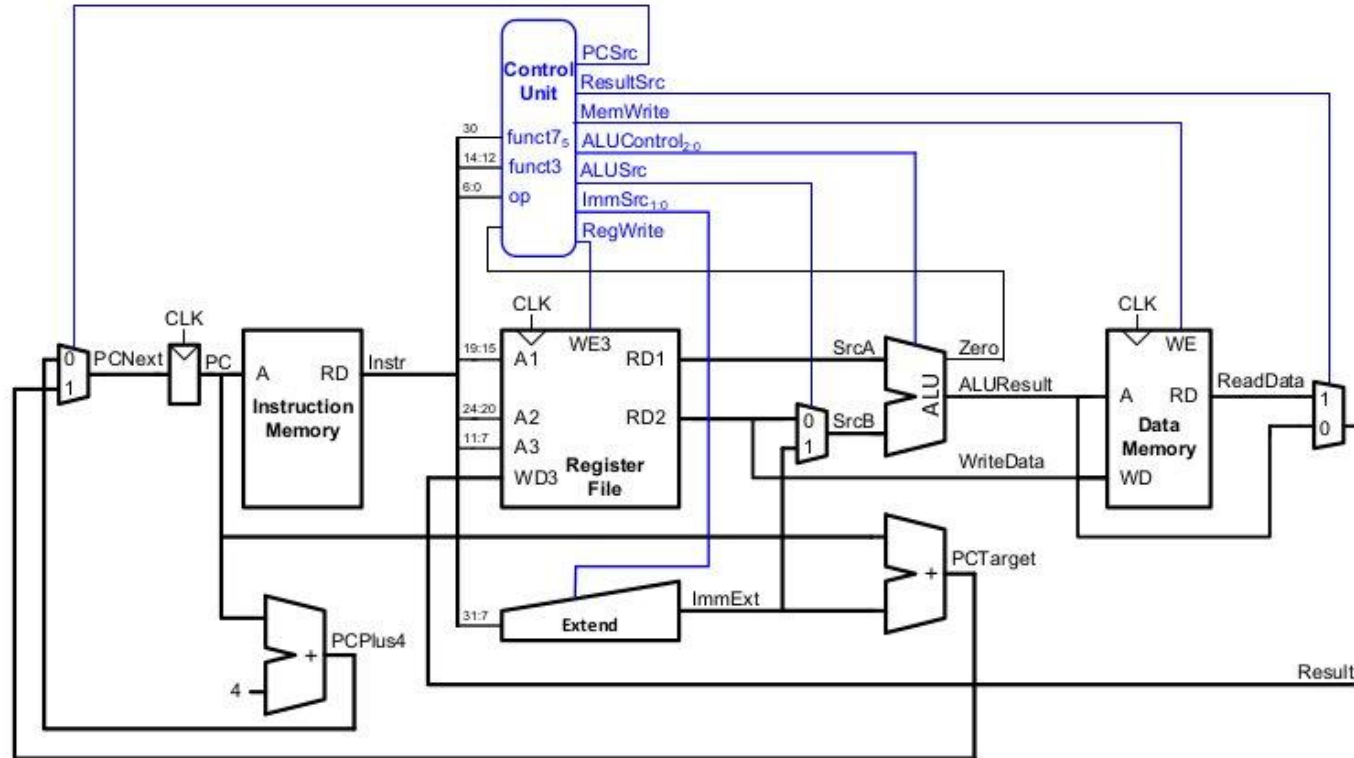 PCSrc
Control
Unit
ResultSrc
MemWrite
30
funct7₅
ALUControl₂:₀
14:12
funct3
ALUSrc
6:0
op
ImmSrc₁:₀
RegWrite
CLK
CLK
CLK
0
1
PCNext
PC
A
RD
Instruction
Memory
Instr
19:15
A1
WE3
RD1
24:20
A2
RD2
11:7
A3
WD3
Register
File
SrcA
0
1
SrcB
ALU
Zero
ALUResult
WriteData
WE
A
RD
Data
Memory
WD
ReadData
1
0
+
PCTarget
31:7
Extend
ImmExt
4
+
PCPlus4
Result